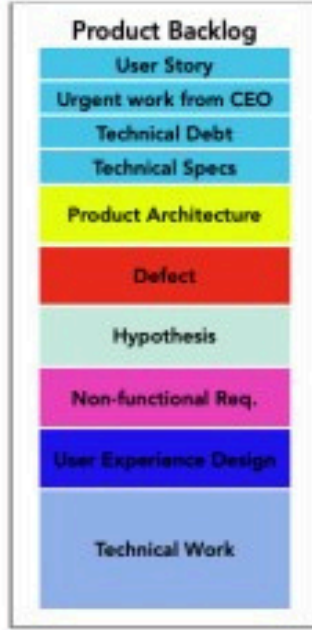 Product Backlog
User Story
Urgent work from CEO
Technical Debt
Technical Specs
Product Architecture
Defect
Hypothesis
Non-functional Req.
User Experience Design
Technical Work